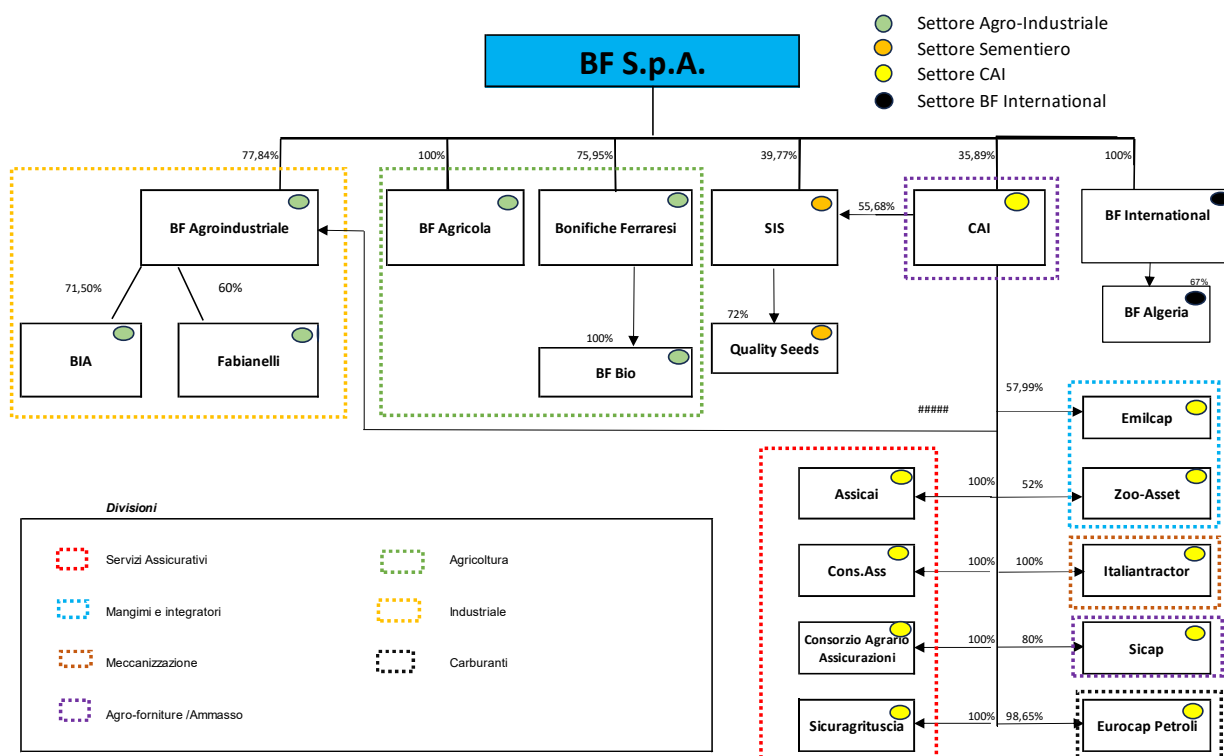 BF S.p.A.
Settore Agro-Industriale
Settore Sementiero
Settore CAI
Settore BF International
77,84%
100%
75,95%
39,77%
35,89%
100%
BF Agroindustriale
BF Agricola
Bonifiche Ferraresi
SIS
55,68%
CAI
BF International
71,50%
60%
67%
BF Algeria
BIA
Fabianelli
100%
BF Bio
72%
Quality Seeds
57,99%
#####
Emilcap
Assicai
100%
52%
Zoo-Asset
Cons.Ass
100%
100%
Italiantractor
Consorzio Agrario
Assicurazioni
100%
80%
Sicap
Sicuragrituscia
100%
98,65%
Eurocap Petroli
Divisioni
Servizi Assicurativi
Agricoltura
Mangimi e integratori
Industriale
Meccanizzazione
Carburanti
Agro-forniture /Ammasso